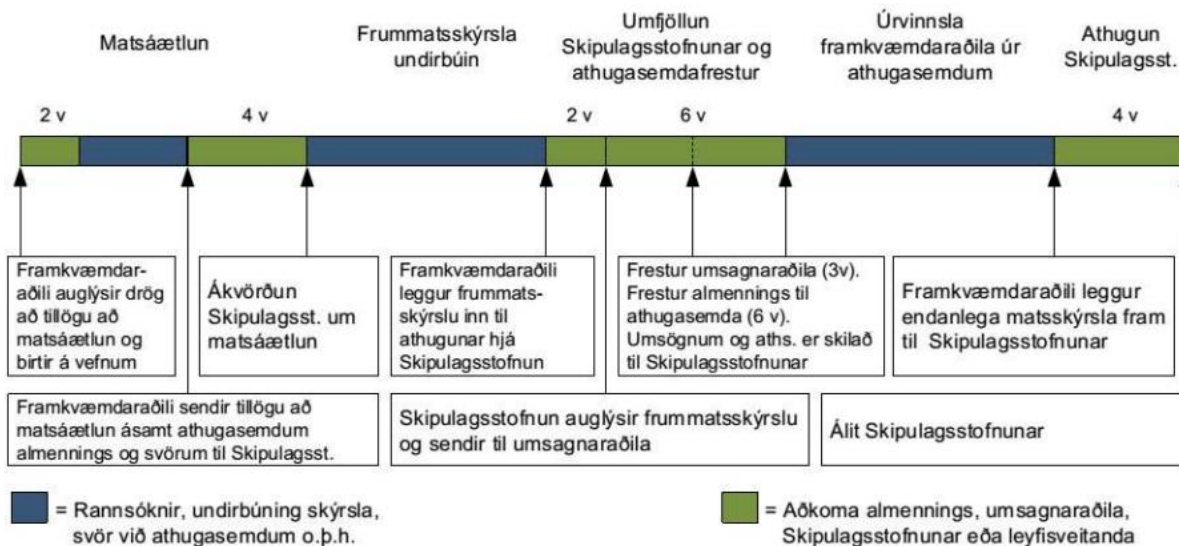 Matsáætlun
Frummatsskýrsla
undirbúin
Umfjöllun
Skipulagsstofnunar og
athugasemdafrestur
Úrvinnsla
framkvæmdaraðila úr
athugasemdum
Athugun
Skipulagsst.
2 v
4 v
2 v
6 v
4 v
Framkvæmdar-
aðili auglýsir drög
að tillögu að
matsáætlun og
birtir á vefnum
Ákvörðun
Skipulagsst. um
matsáætlun
Framkvæmdaraðili
leggur frummats-
skýrslu inn til
athugunar hjá
Skipulagsstofnun
Frestur umsagnaraðila (3v).
Frestur almennings til
athugasemda (6 v).
Umsögnum og aths. er skilað
til Skipulagsstofnunar
Framkvæmdaraðili leggur
endanlega matsskýrsla fram
til Skipulagsstofnunar
Framkvæmdaraðili sendir tillögu að
matsáætlun ásamt athugasemdum
almennings og svörum til Skipulagsst.
Skipulagsstofnun auglýsir frummatsskýrslu
og sendir til umsagnaraðila
Álit Skipulagsstofnunar
= Rannsóknir, undirbúning skýrsla,
svör við athugasemdum o.þ.h.
= Aðkoma almennings, umsagnaraðila,
Skipulagsstofnunar eða leyfisveitanda